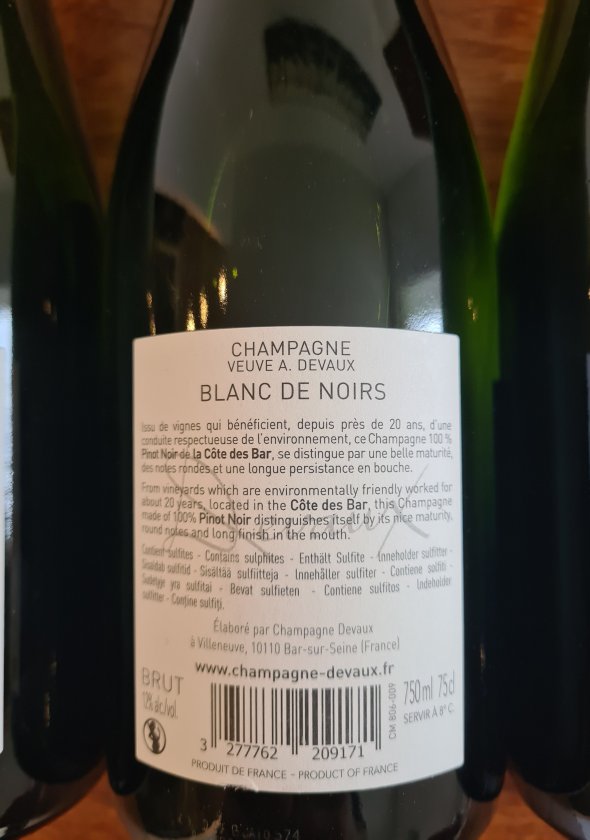 CHAMPAGNE
VEUVE A. DEVAUX
BLANC DE NOIRS
Issu de vignes qui bénéficient, depuis près de 20 ans, d'une
conduite respectueuse de l'environnement, ce Champagne 100 %
Pinot Noir de la Côte des Bar, se distingue par une belle maturité,
des notes rondes et une longue persistance en bouche.
From vineyards which are environmentally friendly worked for
about 20 years, located in the Côte des Bar, this Champagne
made of 100% Pinot Noir distinguishes itself by its nice maturity,
round notes and long finish in the mouth.
Contient sulfites - Contains sulphites - Enthält Sulfite - Inneholder sulfitter -
Sisaldab sulfitid - Sisältää sulfiitteja - Innehåller sulfiter - Contiene solfiti -
Sudėtyje yra sulfitai - Bevat sulfieten - Contiene sulfitos - Indeholder
sulfitter - Conține sulfiți.
Élaboré par Champagne Devaux
à Villeneuve, 10110 Bar-sur-Seine (France)
www.champagne-devaux.fr
BRUT
12% alc/vol.
750ml 75cl
SERVIR À 8° C.
CM 806-009
3 277762 209171
PRODUIT DE FRANCE - PRODUCT OF FRANCE